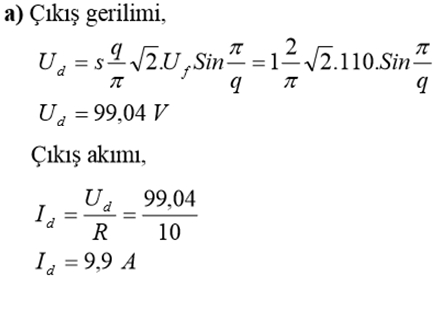 a) Çıkış gerilimi,
U_d = s q/π √2.U_f Sin π/q = 1 2/π √2.110.Sin π/q
U_d = 99,04 V
Çıkış akımı,
I_d = U_d/R = 99,04/10
I_d = 9,9 A